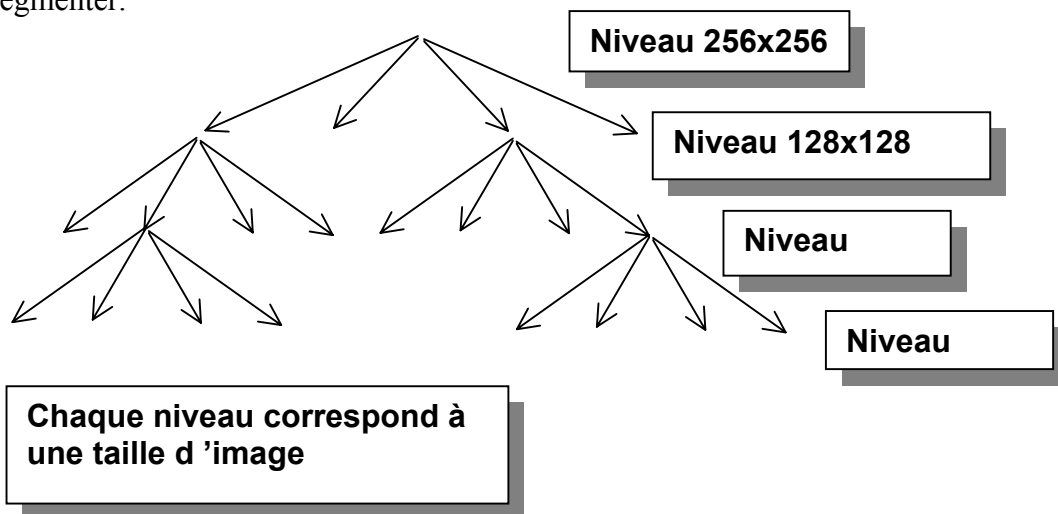 egmenter.
Niveau 256x256
Niveau 128x128
Niveau
Niveau
Chaque niveau correspond à
une taille d ’image